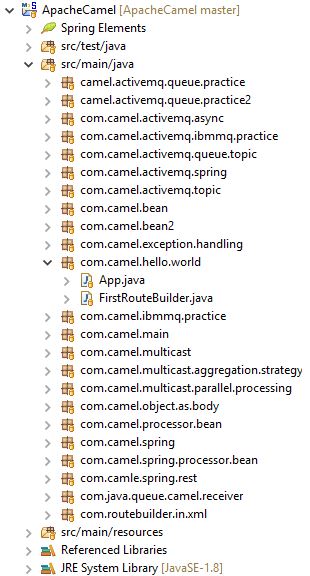 ApacheCamel [ApacheCamel master]
Spring Elements
src/test/java
src/main/java
camel.activemq.queue.practice
camel.activemq.queue.practice2
com.camel.activemq.async
com.camel.activemq.ibmmq.practice
com.camel.activemq.queue.topic
com.camel.activemq.spring
com.camel.activemq.topic
com.camel.bean
com.camel.bean2
com.camel.exception.handling
com.camel.hello.world
App.java
FirstRouteBuilder.java
com.camel.ibmmq.practice
com.camel.main
com.camel.multicast
com.camel.multicast.aggregation.strategy
com.camel.multicast.parallel.processing
com.camel.object.as.body
com.camel.processor.bean
com.camel.spring
com.camel.spring.processor.bean
com.camle.spring.rest
com.java.queue.camel.receiver
com.routebuilder.in.xml
src/main/resources
Referenced Libraries
JRE System Library [JavaSE-1.8]